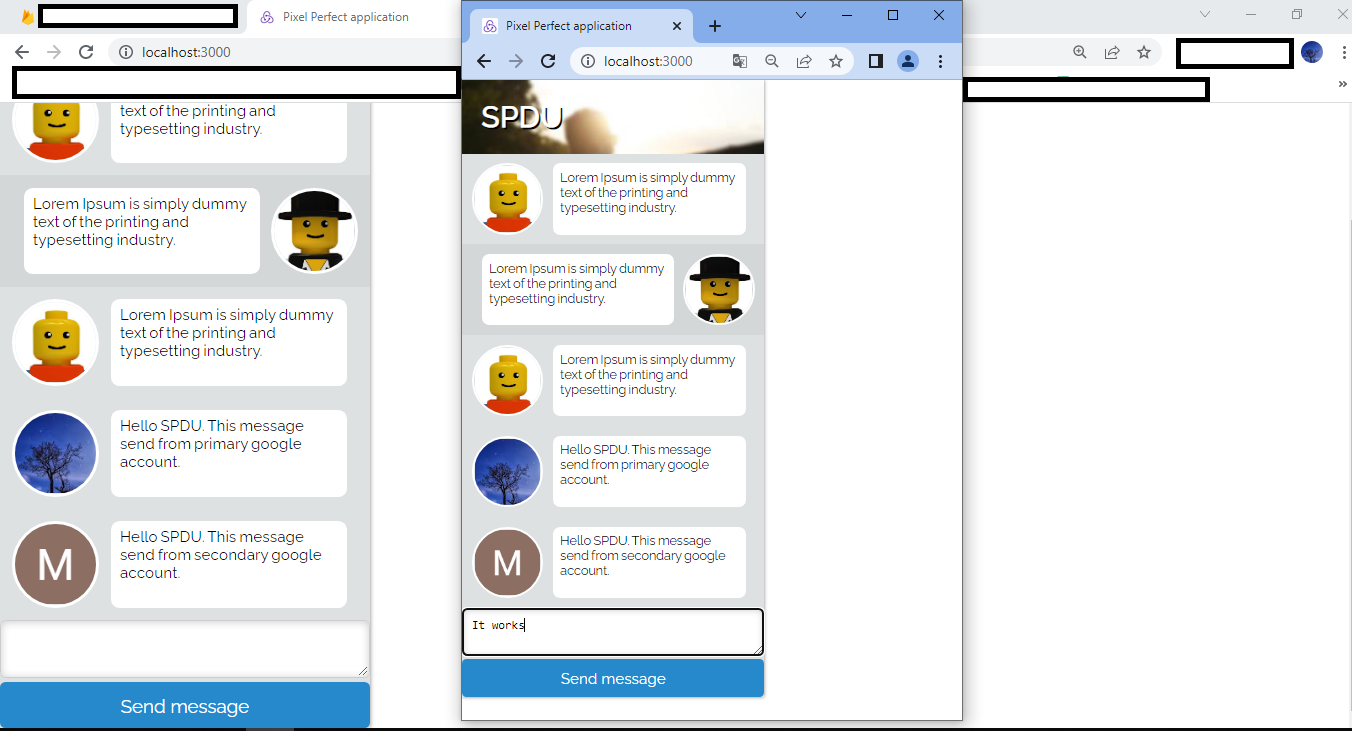 Pixel Perfect application
localhost:3000
text of the printing and
typesetting industry.
Lorem Ipsum is simply dummy
text of the printing and
typesetting industry.
Lorem Ipsum is simply dummy
text of the printing and
typesetting industry.
Hello SPDU. This message
send from primary google
account.
M
Hello SPDU. This message
send from secondary google
account.
Send message
Pixel Perfect application
localhost:3000
SPDU
Lorem Ipsum is simply dummy
text of the printing and
typesetting industry.
Lorem Ipsum is simply dummy
text of the printing and
typesetting industry.
Lorem Ipsum is simply dummy
text of the printing and
typesetting industry.
Hello SPDU. This message
send from primary google
account.
M
Hello SPDU. This message
send from secondary google
account.
It works
Send message